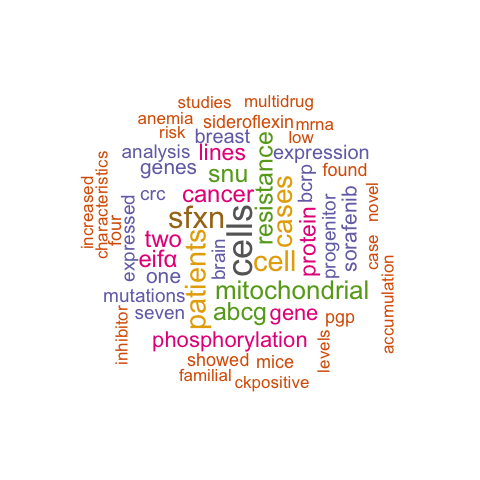 studies
multidrug
anemia
sideroflexin
mrna
risk
breast
low
analysis
lines
resistance
expression
genes
snu
found
increased
characteristics
four
crc
cancer
cases
bcrp
sorafenib
novel
expressed
sfxn
cells
protein
progenitor
two
patients
brain
cell
case
eifα
one
mitochondrial
accumulation
mutations
seven
abcg
gene
pgp
inhibitor
phosphorylation
levels
showed
mice
familial
ckpositive